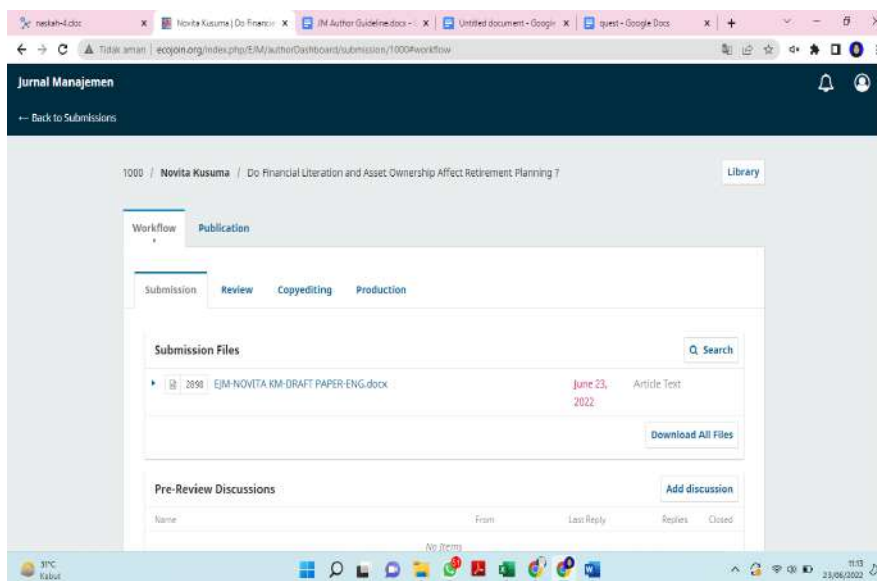 naskah-4.doc
Novita Kusuma | Do Financi
JM Author Guideline.docx -
Untitled document - Google
quest - Google Docs
Tidak aman | ecojoin.org/index.php/EJM/authorDashboard/submission/1000#workflow
Jurnal Manajemen
← Back to Submissions
1000 / Novita Kusuma / Do Financial Literation and Asset Ownership Affect Retirement Planning ?
Library
Workflow
Publication
Submission
Review
Copyediting
Production
Submission Files
Search
2898 EJM-NOVITA KM-DRAFT PAPER-ENG.docx
June 23, 2022
Article Text
Download All Files
Pre-Review Discussions
Add discussion
Name
From
Last Reply
Replies
Closed
No Items
31°C
Kabut
11:13
23/06/2022